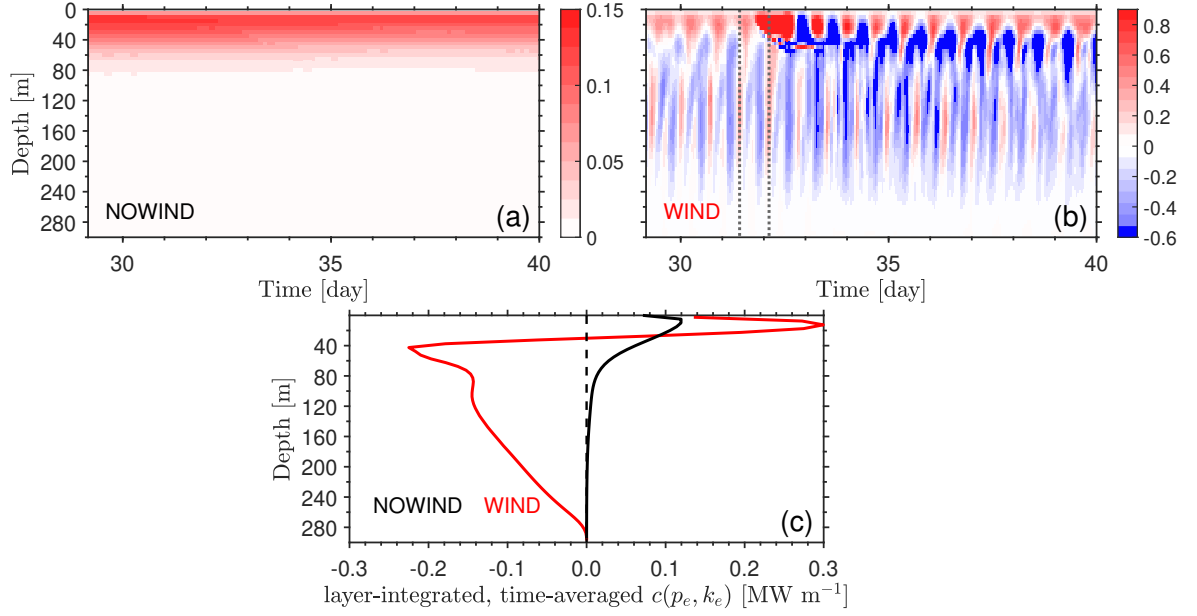 0
40
80
120
160
200
240
280
Depth [m]
NOWIND
(a)
30
35
40
Time [day]
0.15
0.1
0.05
0
WIND
(b)
30
35
40
Time [day]
0.8
0.6
0.4
0.2
0
-0.2
-0.4
-0.6
40
80
120
160
200
240
280
Depth [m]
NOWIND WIND
(c)
-0.3 -0.2 -0.1 0.0 0.1 0.2 0.3
layer-integrated, time-averaged c(pₑ, kₑ) [MW m⁻¹]